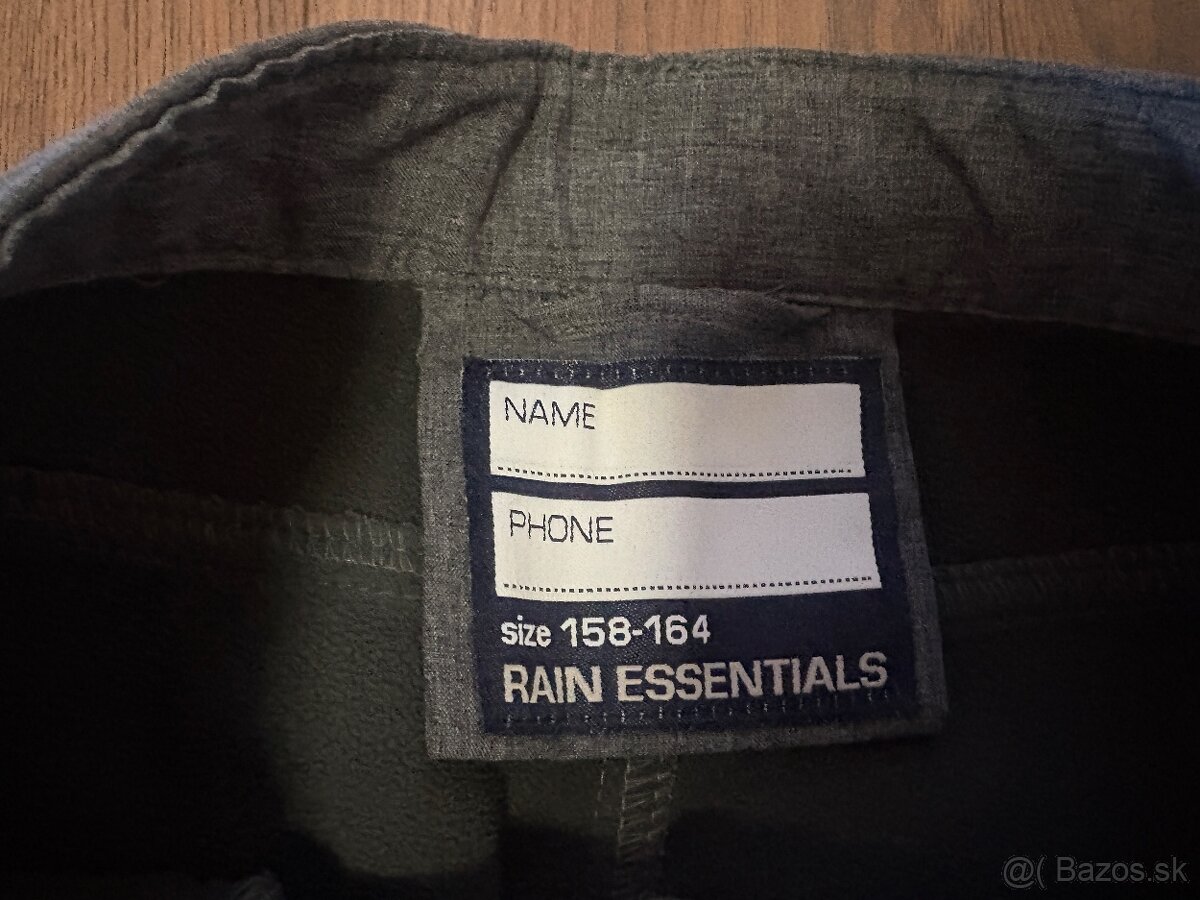 NAME
PHONE
size 158-164
RAIN ESSENTIALS
@( Bazos.sk